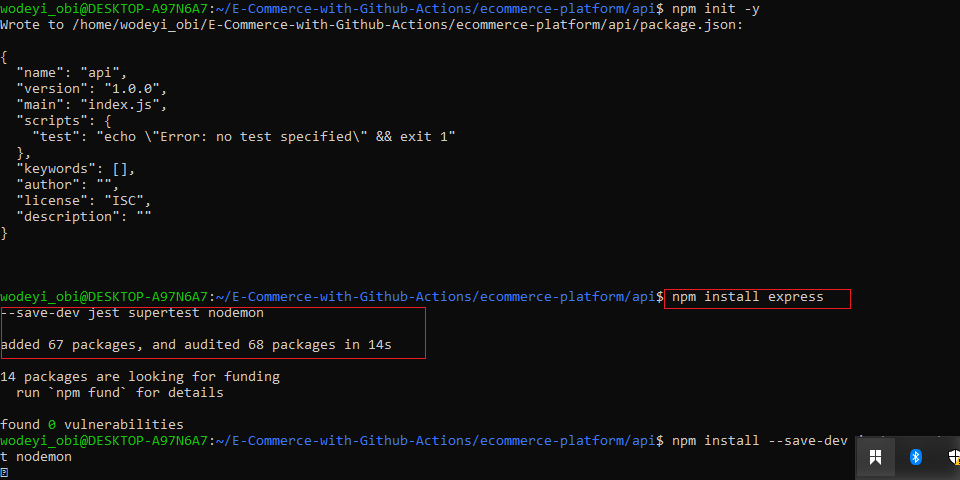 wodeyi_obi@DESKTOP-A97N6A7:~/E-Commerce-with-Github-Actions/ecommerce-platform/api$ npm init -y
Wrote to /home/wodeyi_obi/E-Commerce-with-Github-Actions/ecommerce-platform/api/package.json:
{
  "name": "api",
  "version": "1.0.0",
  "main": "index.js",
  "scripts": {
    "test": "echo \"Error: no test specified\" && exit 1"
  },
  "keywords": [],
  "author": "",
  "license": "ISC",
  "description": ""
}
wodeyi_obi@DESKTOP-A97N6A7:~/E-Commerce-with-Github-Actions/ecommerce-platform/api$ npm install express
--save-dev jest supertest nodemon
added 67 packages, and audited 68 packages in 14s
14 packages are looking for funding
  run `npm fund` for details
found 0 vulnerabilities
wodeyi_obi@DESKTOP-A97N6A7:~/E-Commerce-with-Github-Actions/ecommerce-platform/api$ npm install --save-dev
t nodemon